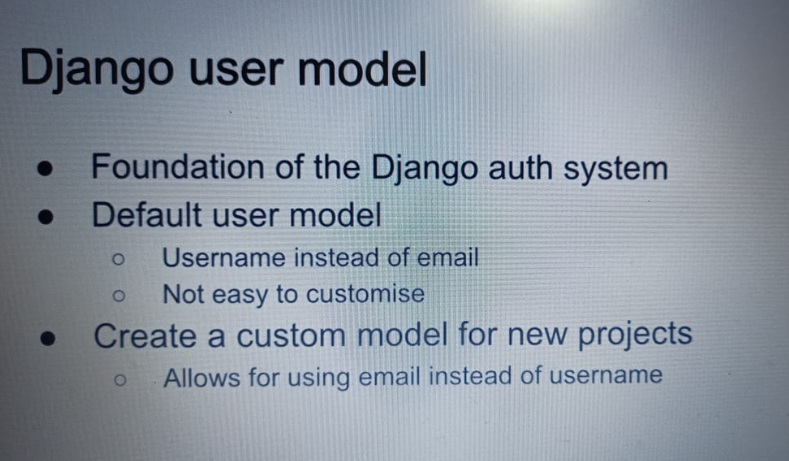 Django user model
● Foundation of the Django auth system
● Default user model
○ Username instead of email
○ Not easy to customise
● Create a custom model for new projects
○ Allows for using email instead of username